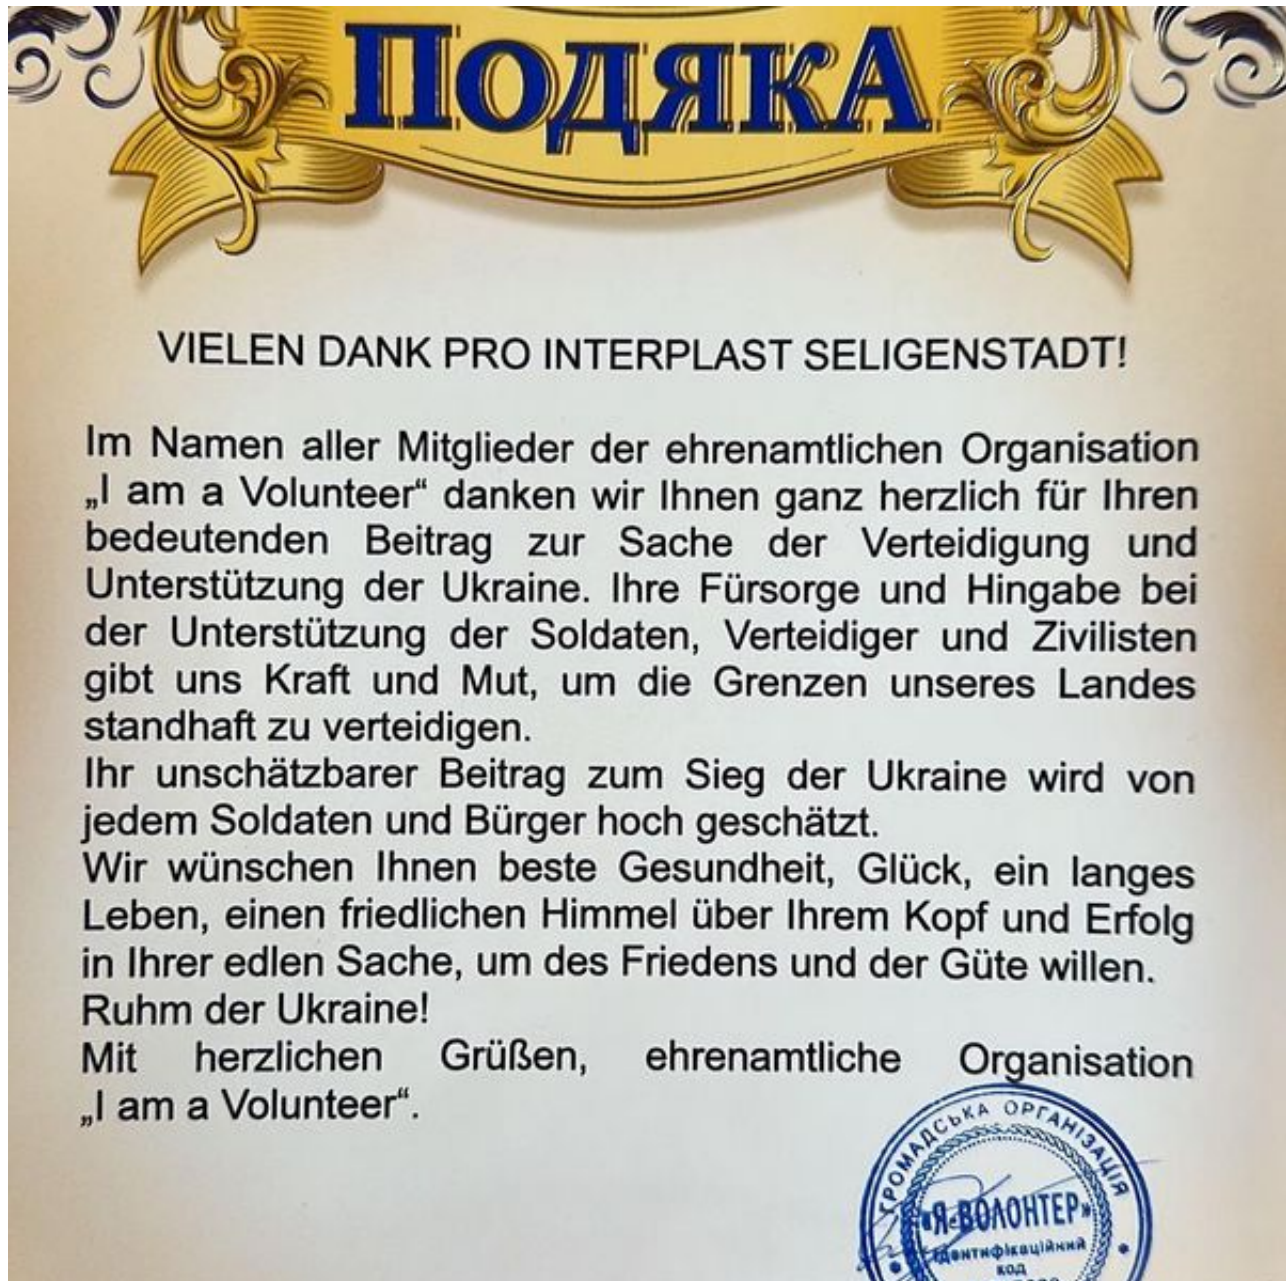 ПОДЯКА
VIELEN DANK PRO INTERPLAST SELIGENSTADT!
Im Namen aller Mitglieder der ehrenamtlichen Organisation
„I am a Volunteer“ danken wir Ihnen ganz herzlich für Ihren
bedeutenden Beitrag zur Sache der Verteidigung und
Unterstützung der Ukraine. Ihre Fürsorge und Hingabe bei
der Unterstützung der Soldaten, Verteidiger und Zivilisten
gibt uns Kraft und Mut, um die Grenzen unseres Landes
standhaft zu verteidigen.
Ihr unschätzbarer Beitrag zum Sieg der Ukraine wird von
jedem Soldaten und Bürger hoch geschätzt.
Wir wünschen Ihnen beste Gesundheit, Glück, ein langes
Leben, einen friedlichen Himmel über Ihrem Kopf und Erfolg
in Ihrer edlen Sache, um des Friedens und der Güte willen.
Ruhm der Ukraine!
Mit herzlichen Grüßen, ehrenamtliche Organisation
„I am a Volunteer“.
ГРОМАДСЬКА ОРГАНІЗАЦІЯ
«Я-ВОЛОНТЕР»
Ідентифікаційний
код